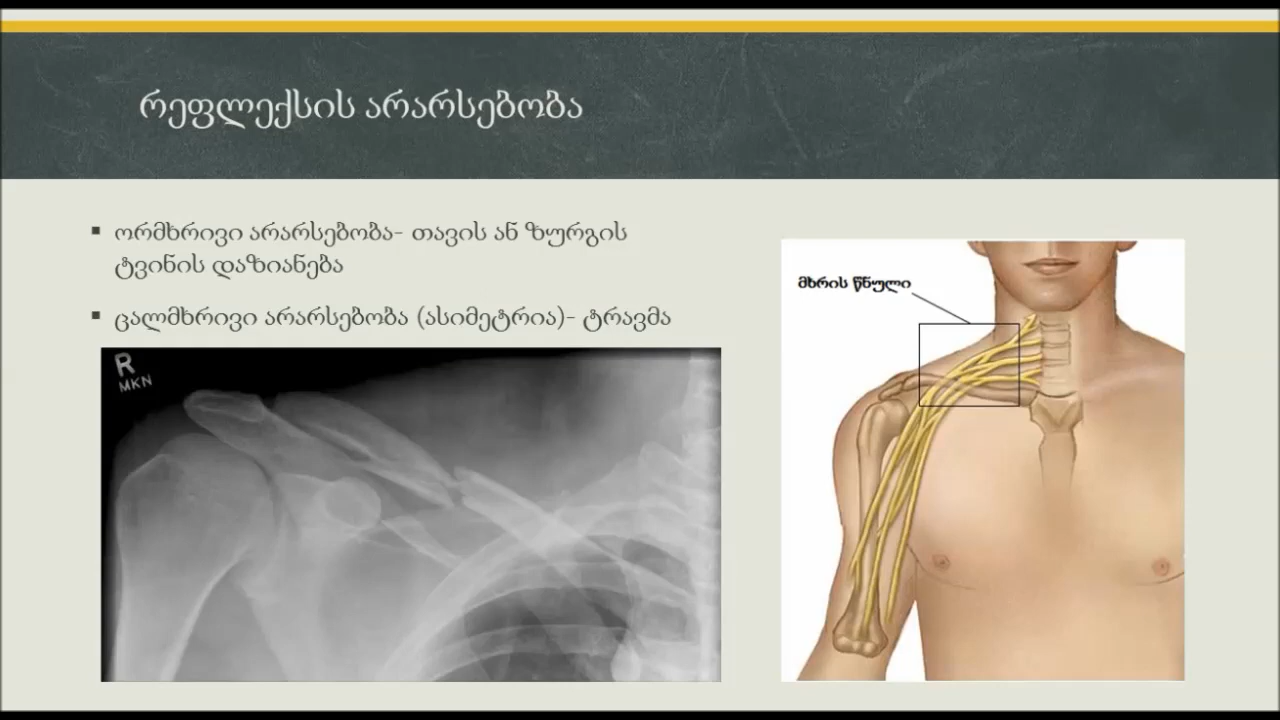 რეფლექსის არარსებობა
▪ ორმხრივი არარსებობა- თავის ან ზურგის
ტვინის დაზიანება
▪ ცალმხრივი არარსებობა (ასიმეტრია)- ტრავმა
R
MKN
მხრის წნული